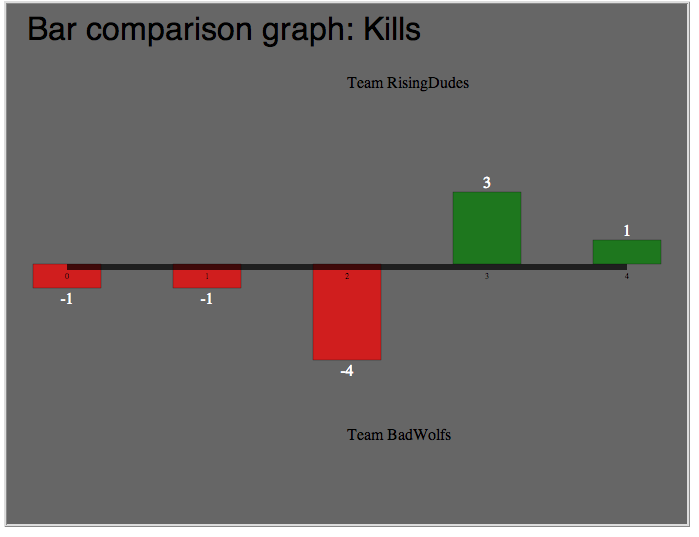 Bar comparison graph: Kills
Team RisingDudes
3
1
0 1 2 3 4
-1 -1
-4
Team BadWolfs